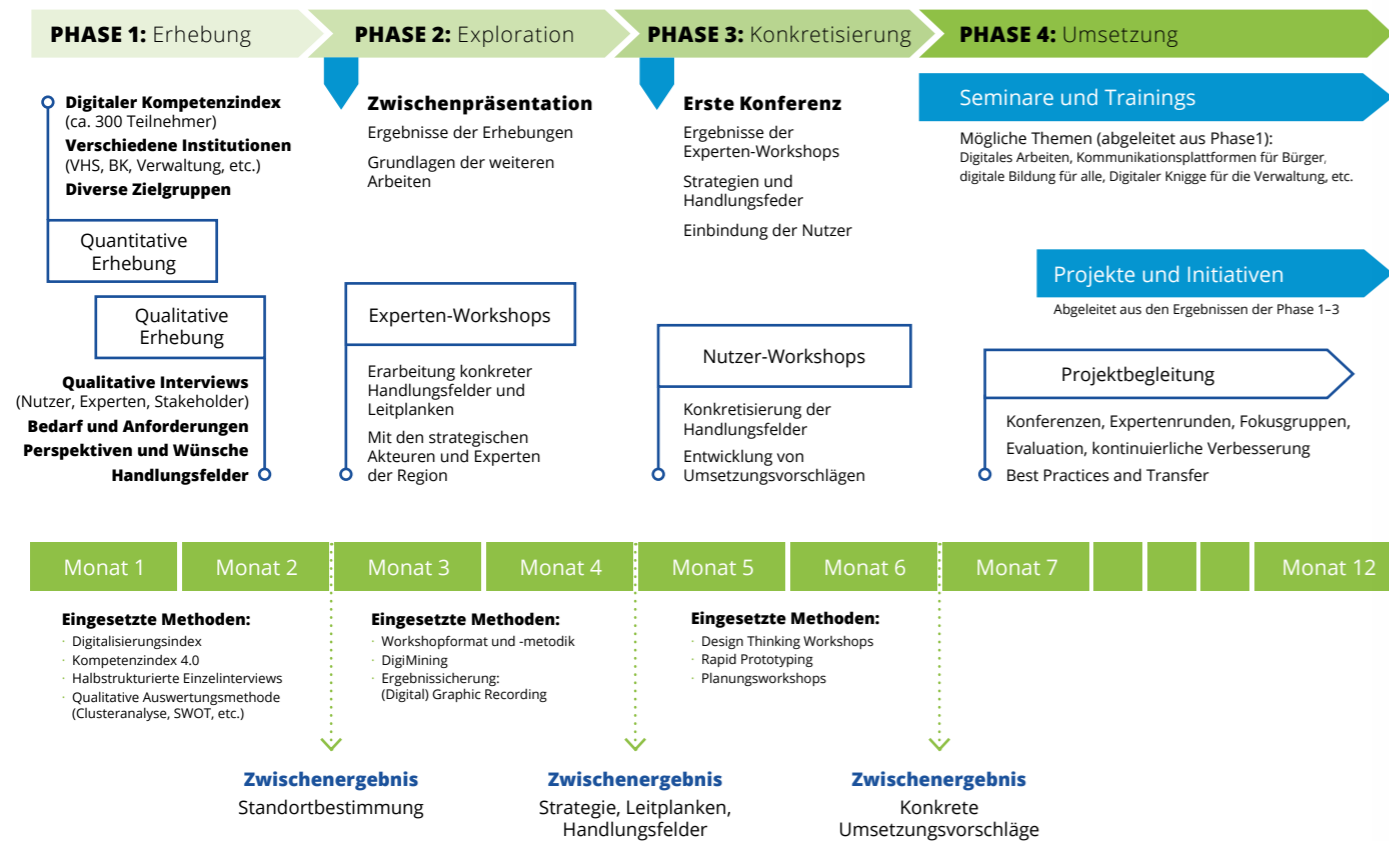 PHASE 1: Erhebung
PHASE 2: Exploration
PHASE 3: Konkretisierung
PHASE 4: Umsetzung
Digitaler Kompetenzindex
(ca. 300 Teilnehmer)
Verschiedene Institutionen
(VHS, BK, Verwaltung, etc.)
Diverse Zielgruppen
Quantitative
Erhebung
Qualitative
Erhebung
Qualitative Interviews
(Nutzer, Experten, Stakeholder)
Bedarf und Anforderungen
Perspektiven und Wünsche
Handlungsfelder
Zwischenpräsentation
Ergebnisse der Erhebungen
Grundlagen der weiteren
Arbeiten
Experten-Workshops
Erarbeitung konkreter
Handlungsfelder und
Leitplanken
Mit den strategischen
Akteuren und Experten
der Region
Erste Konferenz
Ergebnisse der
Experten-Workshops
Strategien und
Handlungsfeder
Einbindung der Nutzer
Nutzer-Workshops
Konkretisierung der
Handlungsfelder
Entwicklung von
Umsetzungsvorschlägen
Seminare und Trainings
Mögliche Themen (abgeleitet aus Phase1):
Digitales Arbeiten, Kommunikationsplattformen für Bürger,
digitale Bildung für alle, Digitaler Knigge für die Verwaltung, etc.
Projekte und Initiativen
Abgeleitet aus den Ergebnissen der Phase 1–3
Projektbegleitung
Konferenzen, Expertenrunden, Fokusgruppen,
Evaluation, kontinuierliche Verbesserung
Best Practices and Transfer
Monat 1
Monat 2
Monat 3
Monat 4
Monat 5
Monat 6
Monat 7
Monat 12
Eingesetzte Methoden:
· Digitalisierungsindex
· Kompetenzindex 4.0
· Halbstrukturierte Einzelinterviews
· Qualitative Auswertungsmethode
(Clusteranalyse, SWOT, etc.)
Eingesetzte Methoden:
· Workshopformat und -metodik
· DigiMining
· Ergebnissicherung:
(Digital) Graphic Recording
Eingesetzte Methoden:
· Design Thinking Workshops
· Rapid Prototyping
· Planungsworkshops
Zwischenergebnis
Standortbestimmung
Zwischenergebnis
Strategie, Leitplanken,
Handlungsfelder
Zwischenergebnis
Konkrete
Umsetzungsvorschläge